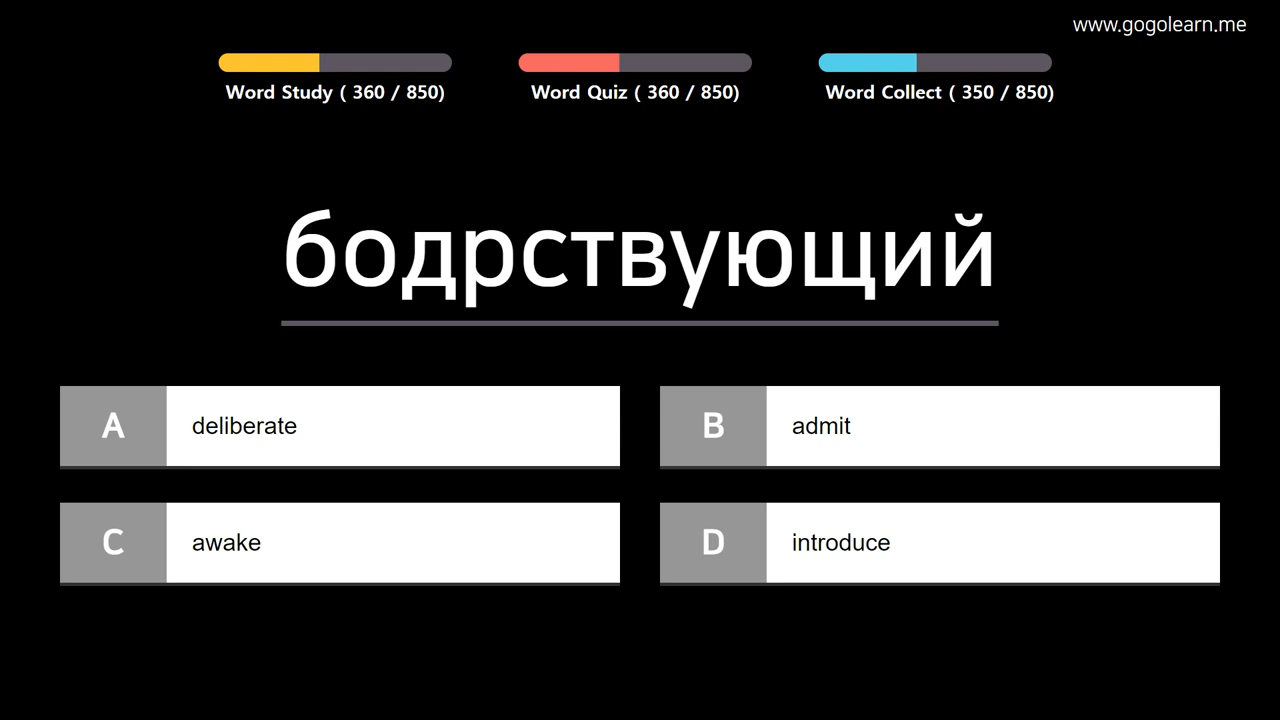 www.gogolearn.me
Word Study ( 360 / 850)
Word Quiz ( 360 / 850)
Word Collect ( 350 / 850)
бодрствующий
A deliberate
B admit
C awake
D introduce